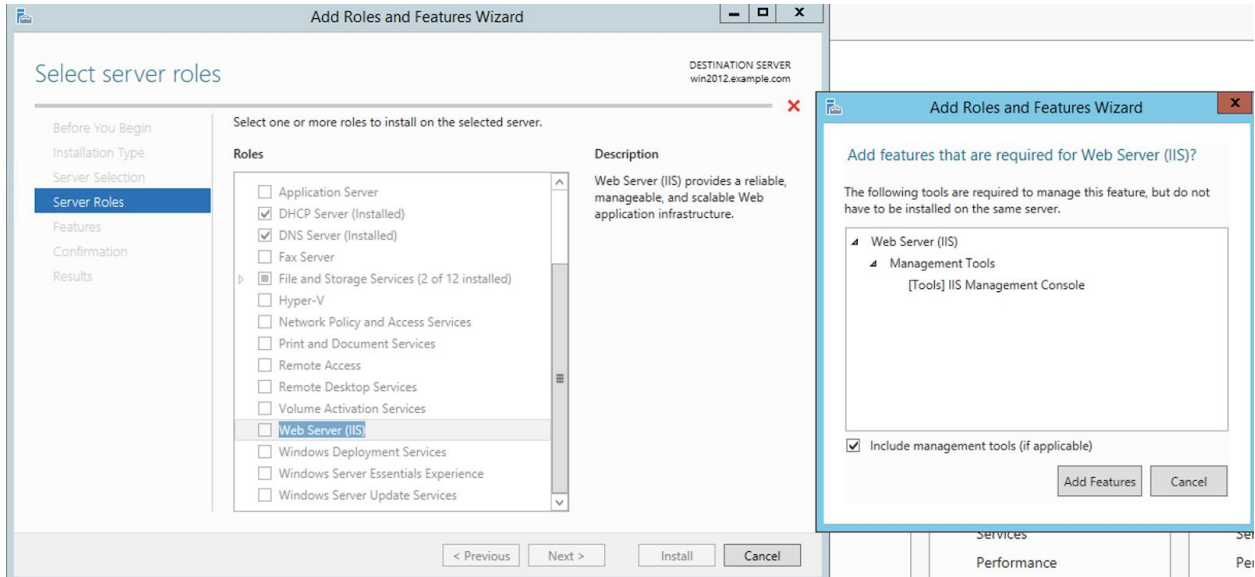 Add Roles and Features Wizard
Select server roles
DESTINATION SERVER
win2012.example.com
Before You Begin
Installation Type
Server Selection
Server Roles
Features
Confirmation
Results
Select one or more roles to install on the selected server.
Roles
Application Server
DHCP Server (Installed)
DNS Server (Installed)
Fax Server
File and Storage Services (2 of 12 installed)
Hyper-V
Network Policy and Access Services
Print and Document Services
Remote Access
Remote Desktop Services
Volume Activation Services
Web Server (IIS)
Windows Deployment Services
Windows Server Essentials Experience
Windows Server Update Services
Description
Web Server (IIS) provides a reliable,
manageable, and scalable Web
application infrastructure.
< Previous
Next >
Install
Cancel
Add Roles and Features Wizard
x
Add features that are required for Web Server (IIS)?
The following tools are required to manage this feature, but do not
have to be installed on the same server.
Web Server (IIS)
Management Tools
[Tools] IIS Management Console
Include management tools (if applicable)
Add Features
Cancel
Services
Performance